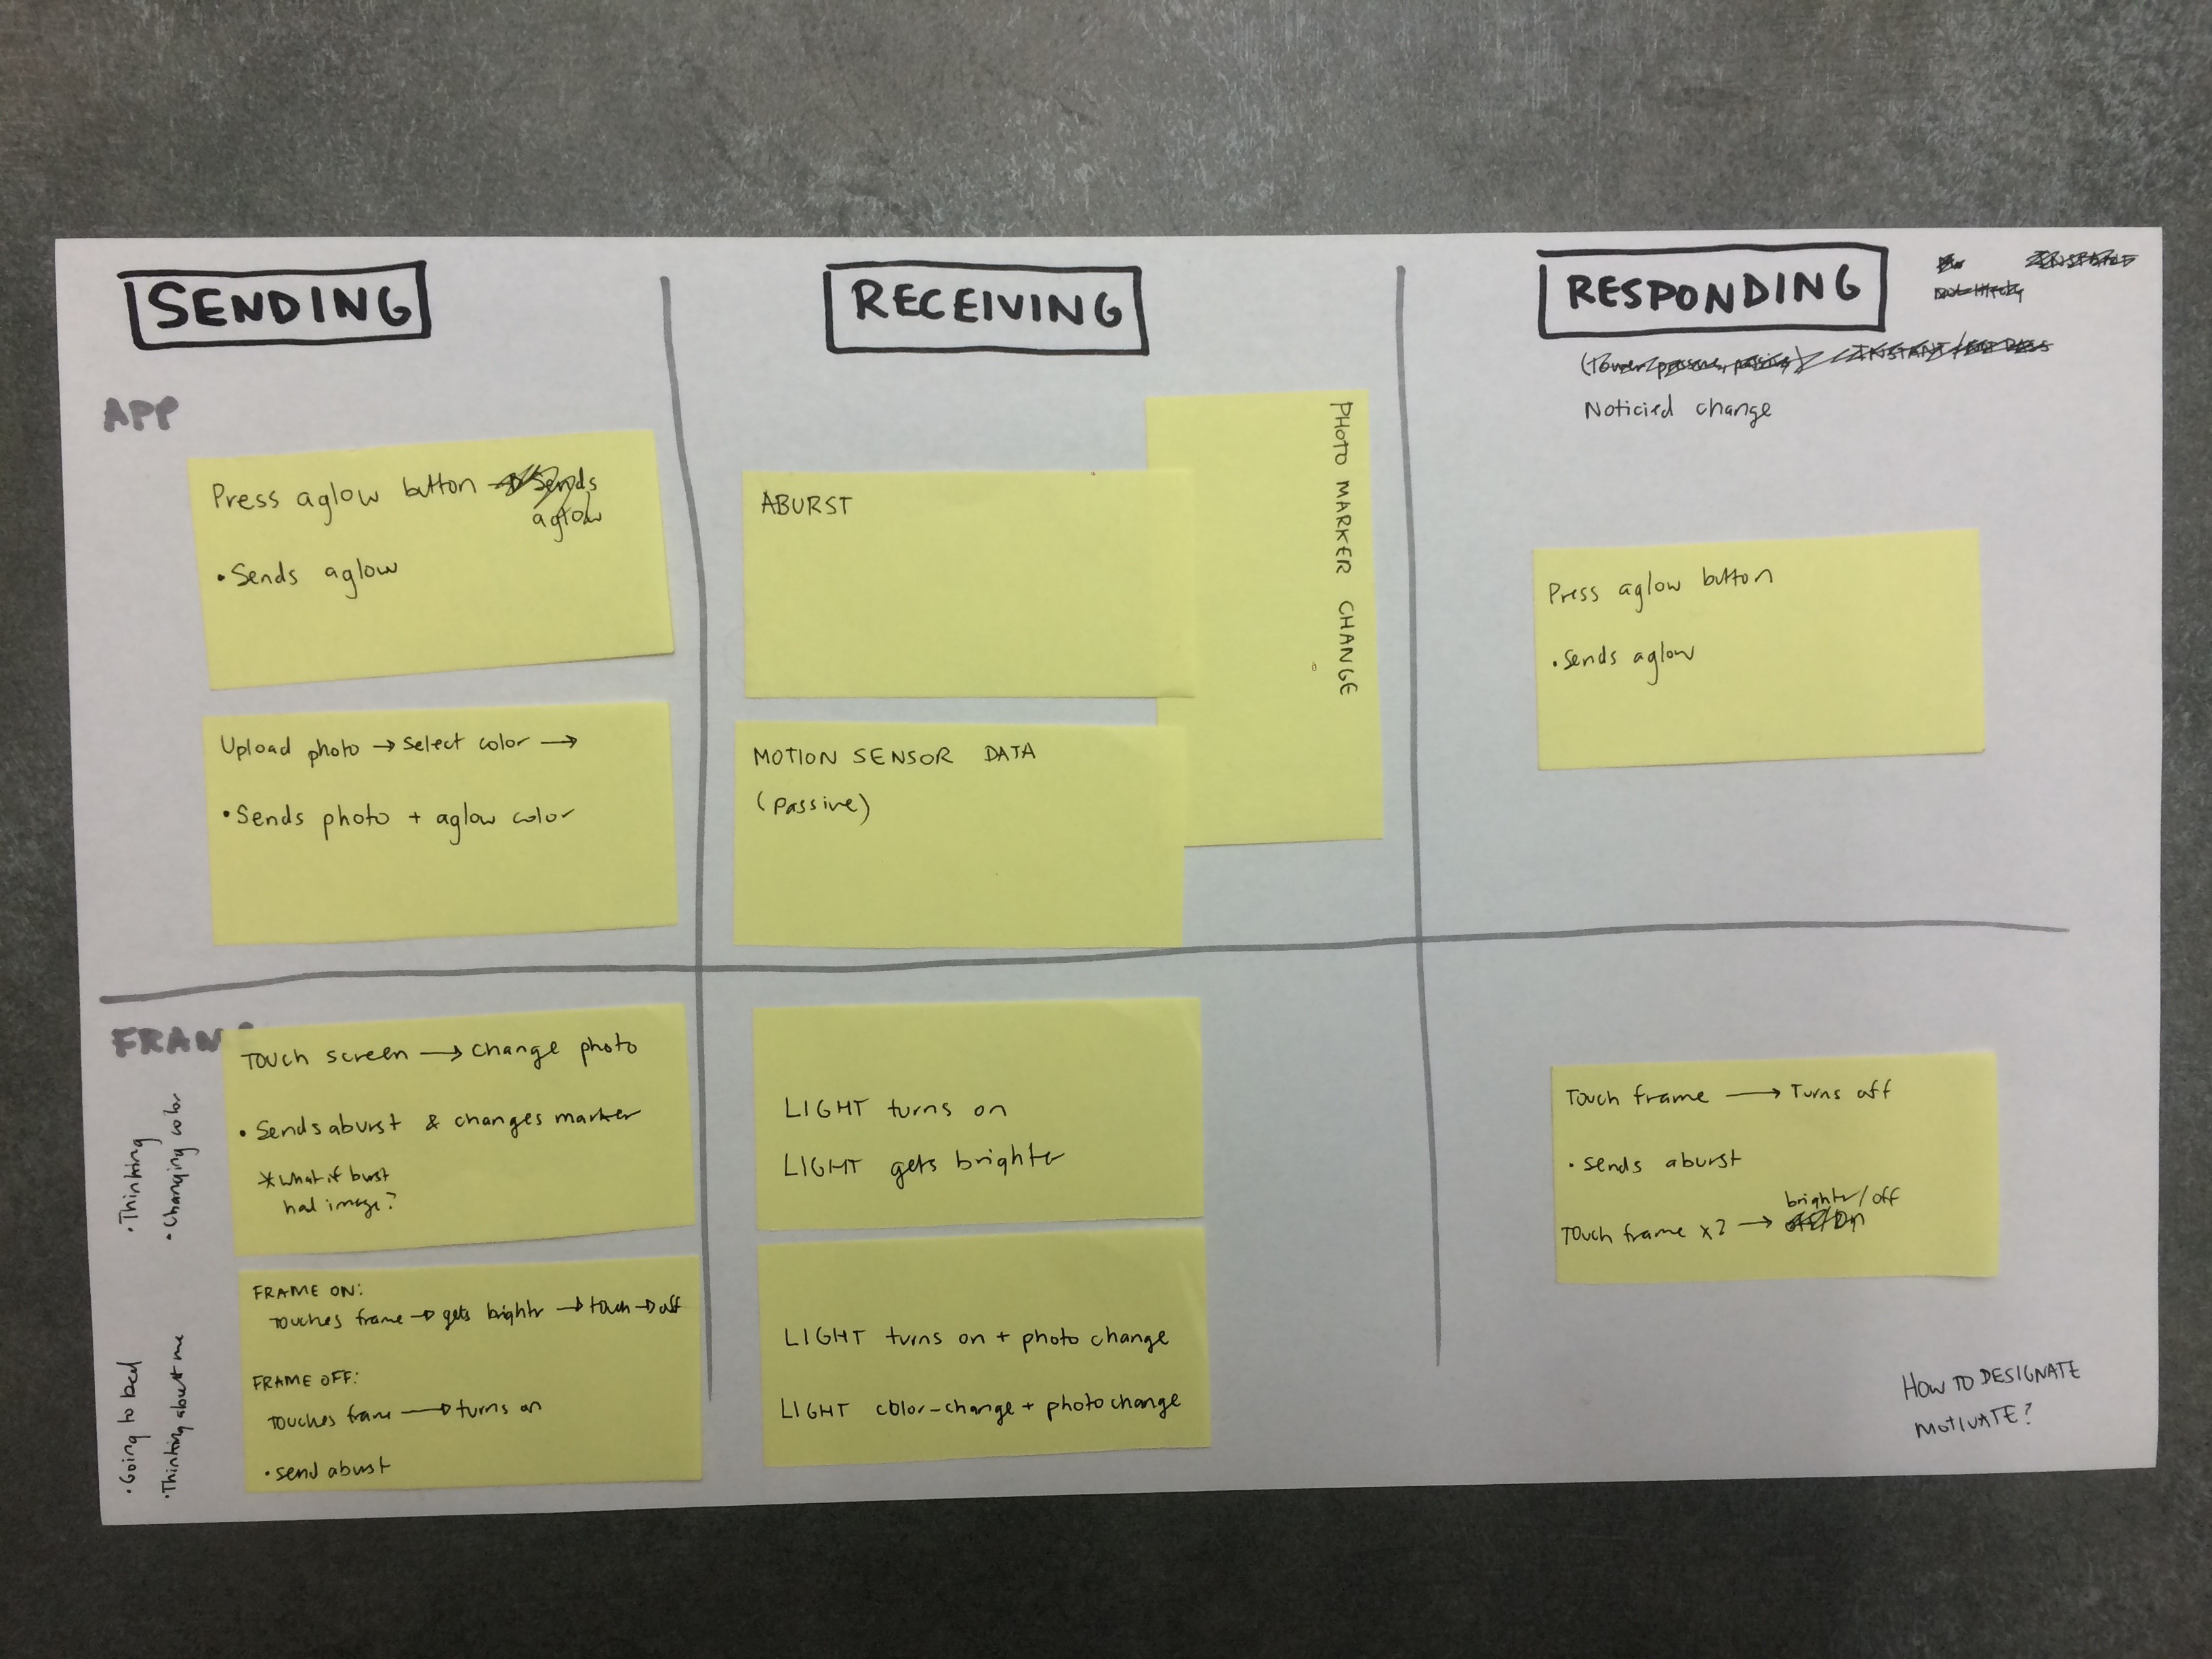 SENDING
RECEIVING
RESPONDING
INSTANT
Noticied change
APP
Press aglow button → Sends
aglow
• Sends aglow
Upload photo → Select color →
• Sends photo + aglow color
ABURST
MOTION SENSOR DATA
(passive)
PHOTO MARKER CHANGE
Press aglow button
• Sends aglow
FRAM
• Thinking
• Changing color
• Going to bed
• Thinking about me
Touch screen → change photo
• Sends aburst & changes marker
* what if burst
had image?
FRAME ON:
Touches frame → gets brighter → touch → off
FRAME OFF:
Touches frame → turns on
• send aburst
LIGHT turns on
LIGHT gets brighter
LIGHT turns on + photo change
LIGHT color-change + photo change
Touch frame → Turns off
• sends aburst
brighter/off
Touch frame x2 →
HOW TO DESIGNATE
MOTIVATE?